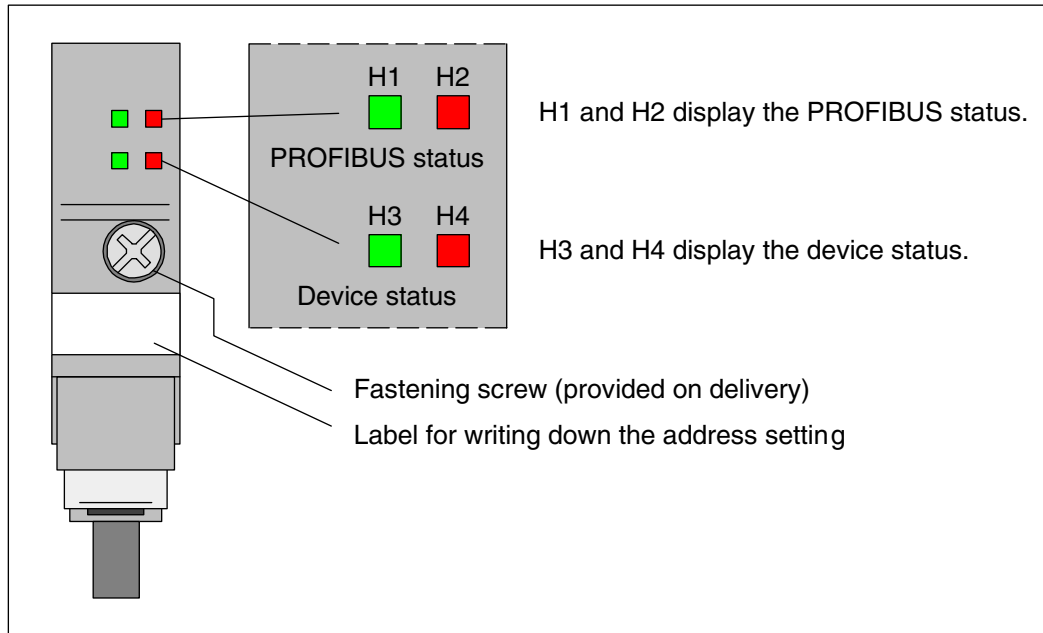 H1 H2
H1 and H2 display the PROFIBUS status.
PROFIBUS status
H3 H4
H3 and H4 display the device status.
Device status
Fastening screw (provided on delivery)
Label for writing down the address setting